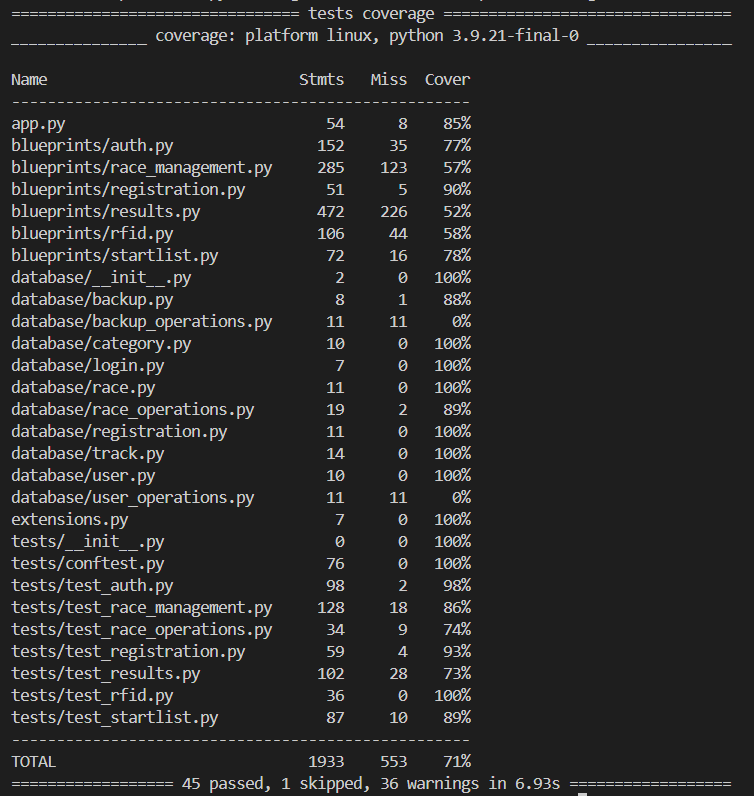 ================================ tests coverage ================================
_______________ coverage: platform linux, python 3.9.21-final-0 ________________
Name                            Stmts   Miss  Cover
---------------------------------------------------
app.py                             54      8    85%
blueprints/auth.py                152     35    77%
blueprints/race_management.py     285    123    57%
blueprints/registration.py         51      5    90%
blueprints/results.py             472    226    52%
blueprints/rfid.py                106     44    58%
blueprints/startlist.py            72     16    78%
database/__init__.py                2      0   100%
database/backup.py                  8      1    88%
database/backup_operations.py      11     11     0%
database/category.py               10      0   100%
database/login.py                   7      0   100%
database/race.py                   11      0   100%
database/race_operations.py        19      2    89%
database/registration.py           11      0   100%
database/track.py                  14      0   100%
database/user.py                   10      0   100%
database/user_operations.py        11     11     0%
extensions.py                       7      0   100%
tests/__init__.py                   0      0   100%
tests/conftest.py                  76      0   100%
tests/test_auth.py                 98      2    98%
tests/test_race_management.py     128     18    86%
tests/test_race_operations.py      34      9    74%
tests/test_registration.py         59      4    93%
tests/test_results.py             102     28    73%
tests/test_rfid.py                 36      0   100%
tests/test_startlist.py            87     10    89%
---------------------------------------------------
TOTAL                            1933    553    71%
================== 45 passed, 1 skipped, 36 warnings in 6.93s ==================